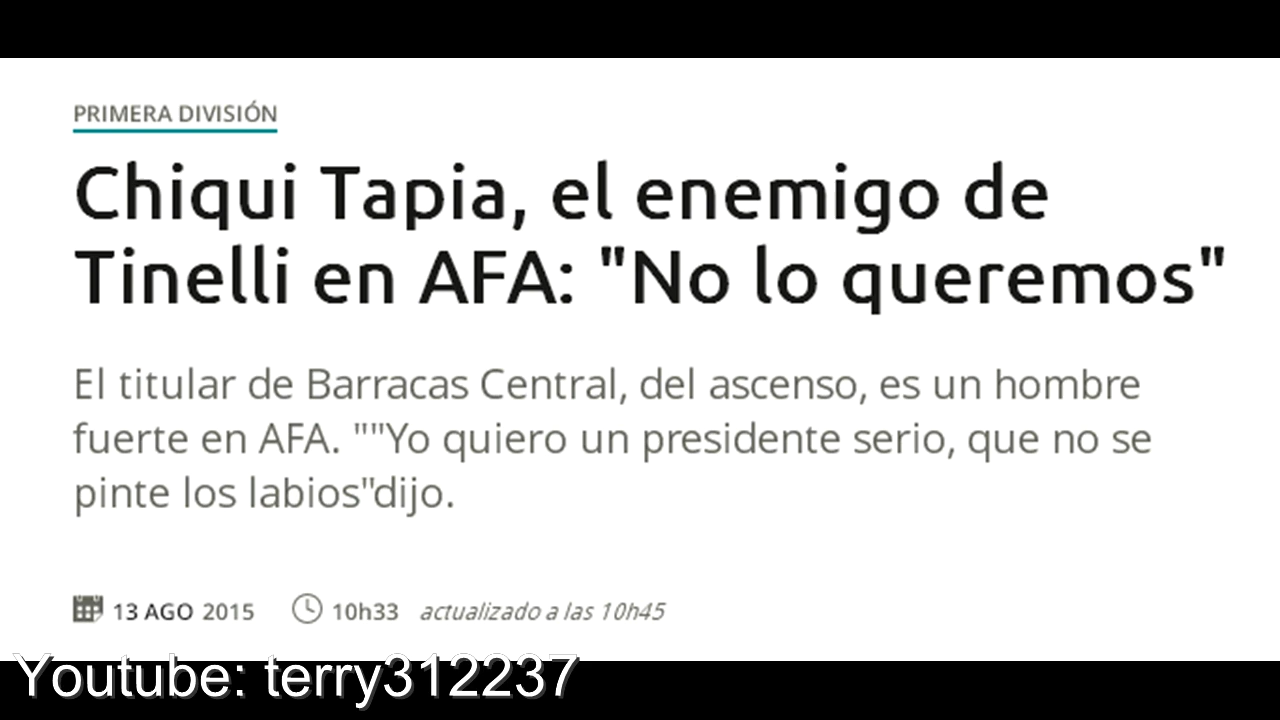 PRIMERA DIVISIÓN
Chiqui Tapia, el enemigo de
Tinelli en AFA: "No lo queremos"
El titular de Barracas Central, del ascenso, es un hombre
fuerte en AFA. ""Yo quiero un presidente serio, que no se
pinte los labios"dijo.
13 AGO 2015 10h33 actualizado a las 10h45
Youtube: terry312237